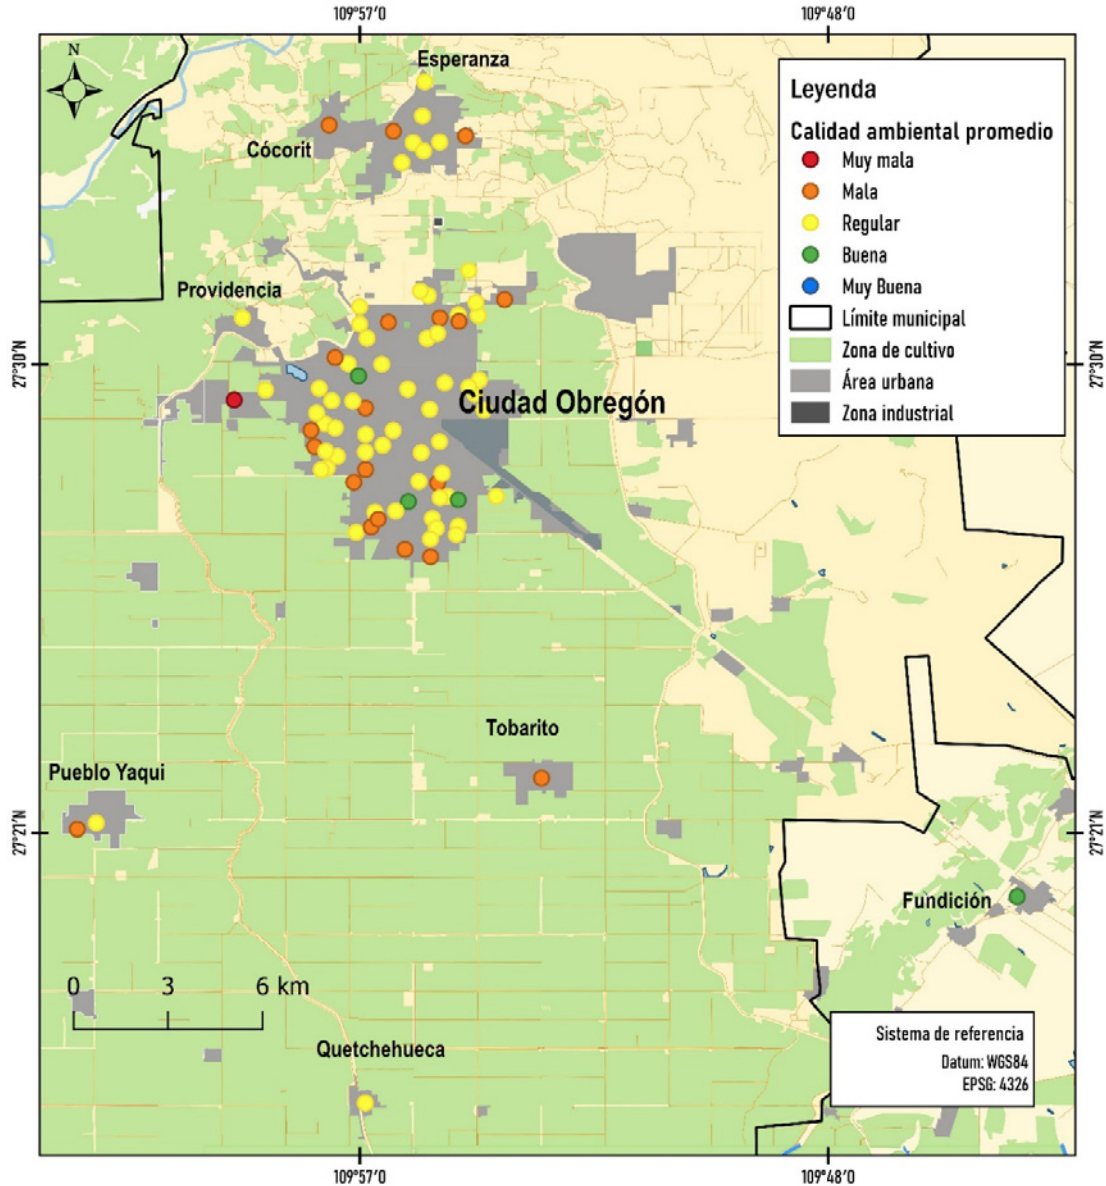 109°57'0 109°48'0
N
Esperanza
Cócorit
Providencia
Leyenda
Calidad ambiental promedio
Muy mala
Mala
Regular
Buena
Muy Buena
Límite municipal
Zona de cultivo
Área urbana
Zona industrial
27°30'N 27°30'N
Ciudad Obregón
Tobarito
Pueblo Yaqui
27°21'N 27°21'N
Fundición
0 3 6 km
Quetchehueca
Sistema de referencia
Datum: WGS84
EPSG: 4326
109°57'0 109°48'0